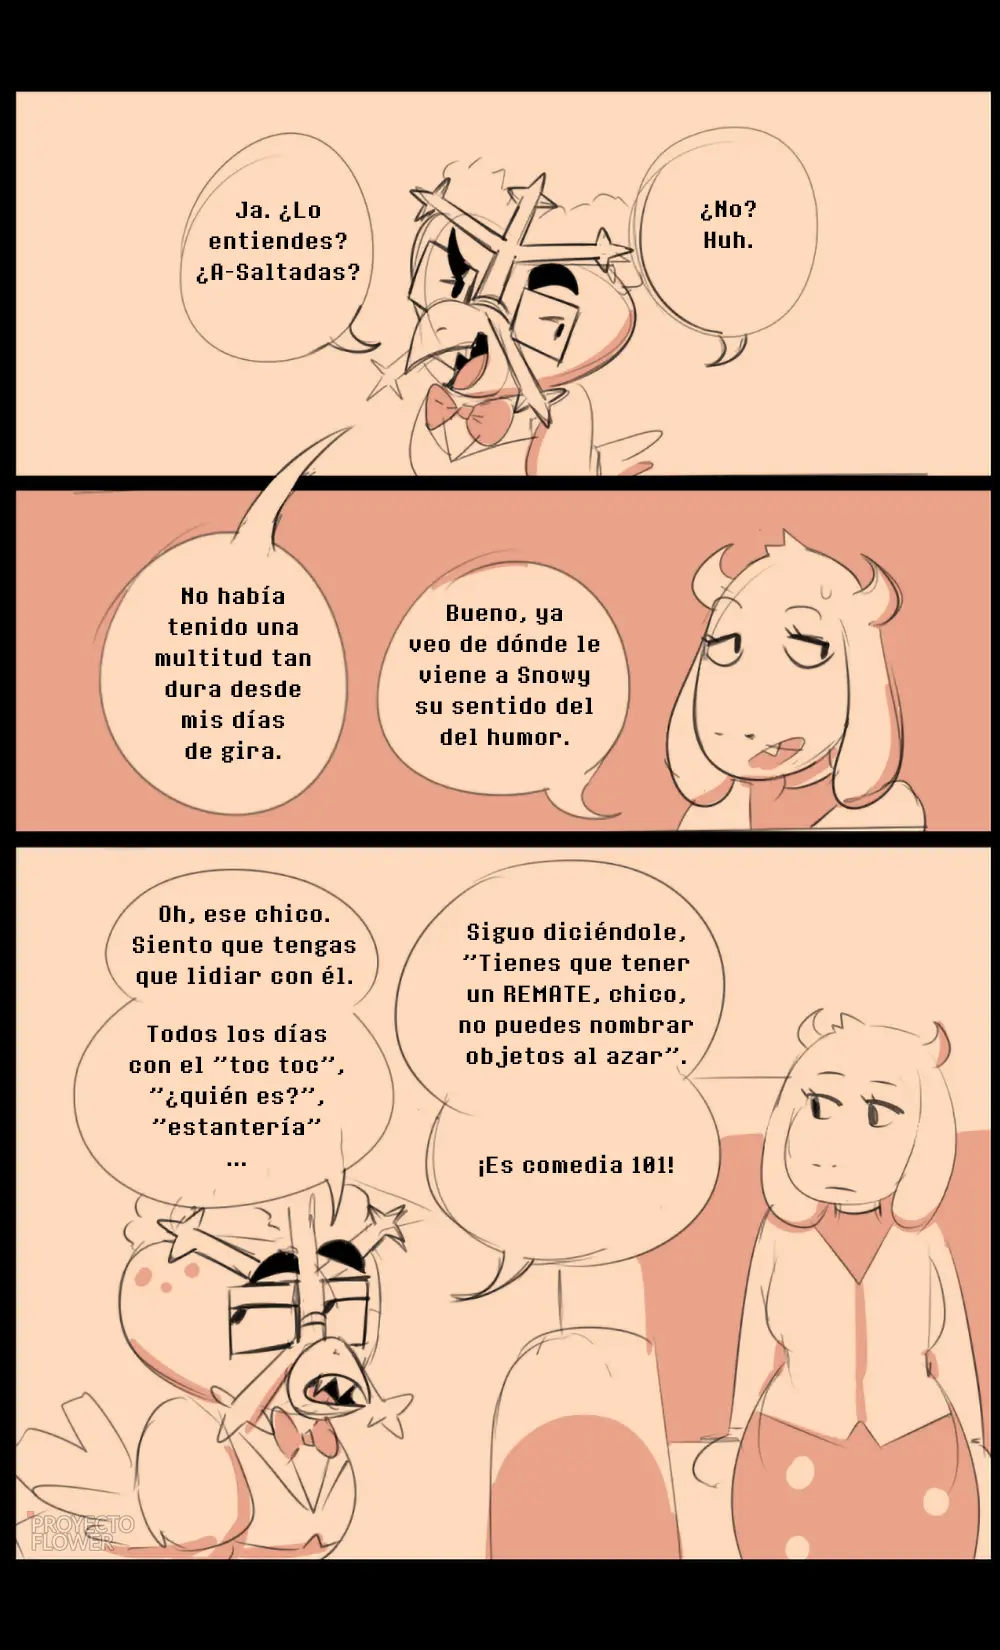 Ja. ¿Lo
entiendes?
¿A-Saltadas?
¿No?
Huh.
No había
tenido una
multitud tan
dura desde
mis días
de gira.
Bueno, ya
veo de dónde le
viene a Snowy
su sentido del
del humor.
Oh, ese chico.
Siento que tengas
que lidiar con él.
Todos los días
con el "toc toc",
"¿quién es?",
"estantería"
...
Siguo diciéndole,
"Tienes que tener
un REMATE, chico,
no puedes nombrar
objetos al azar".
¡Es comedia 101!
PROYECTO
FLOWER